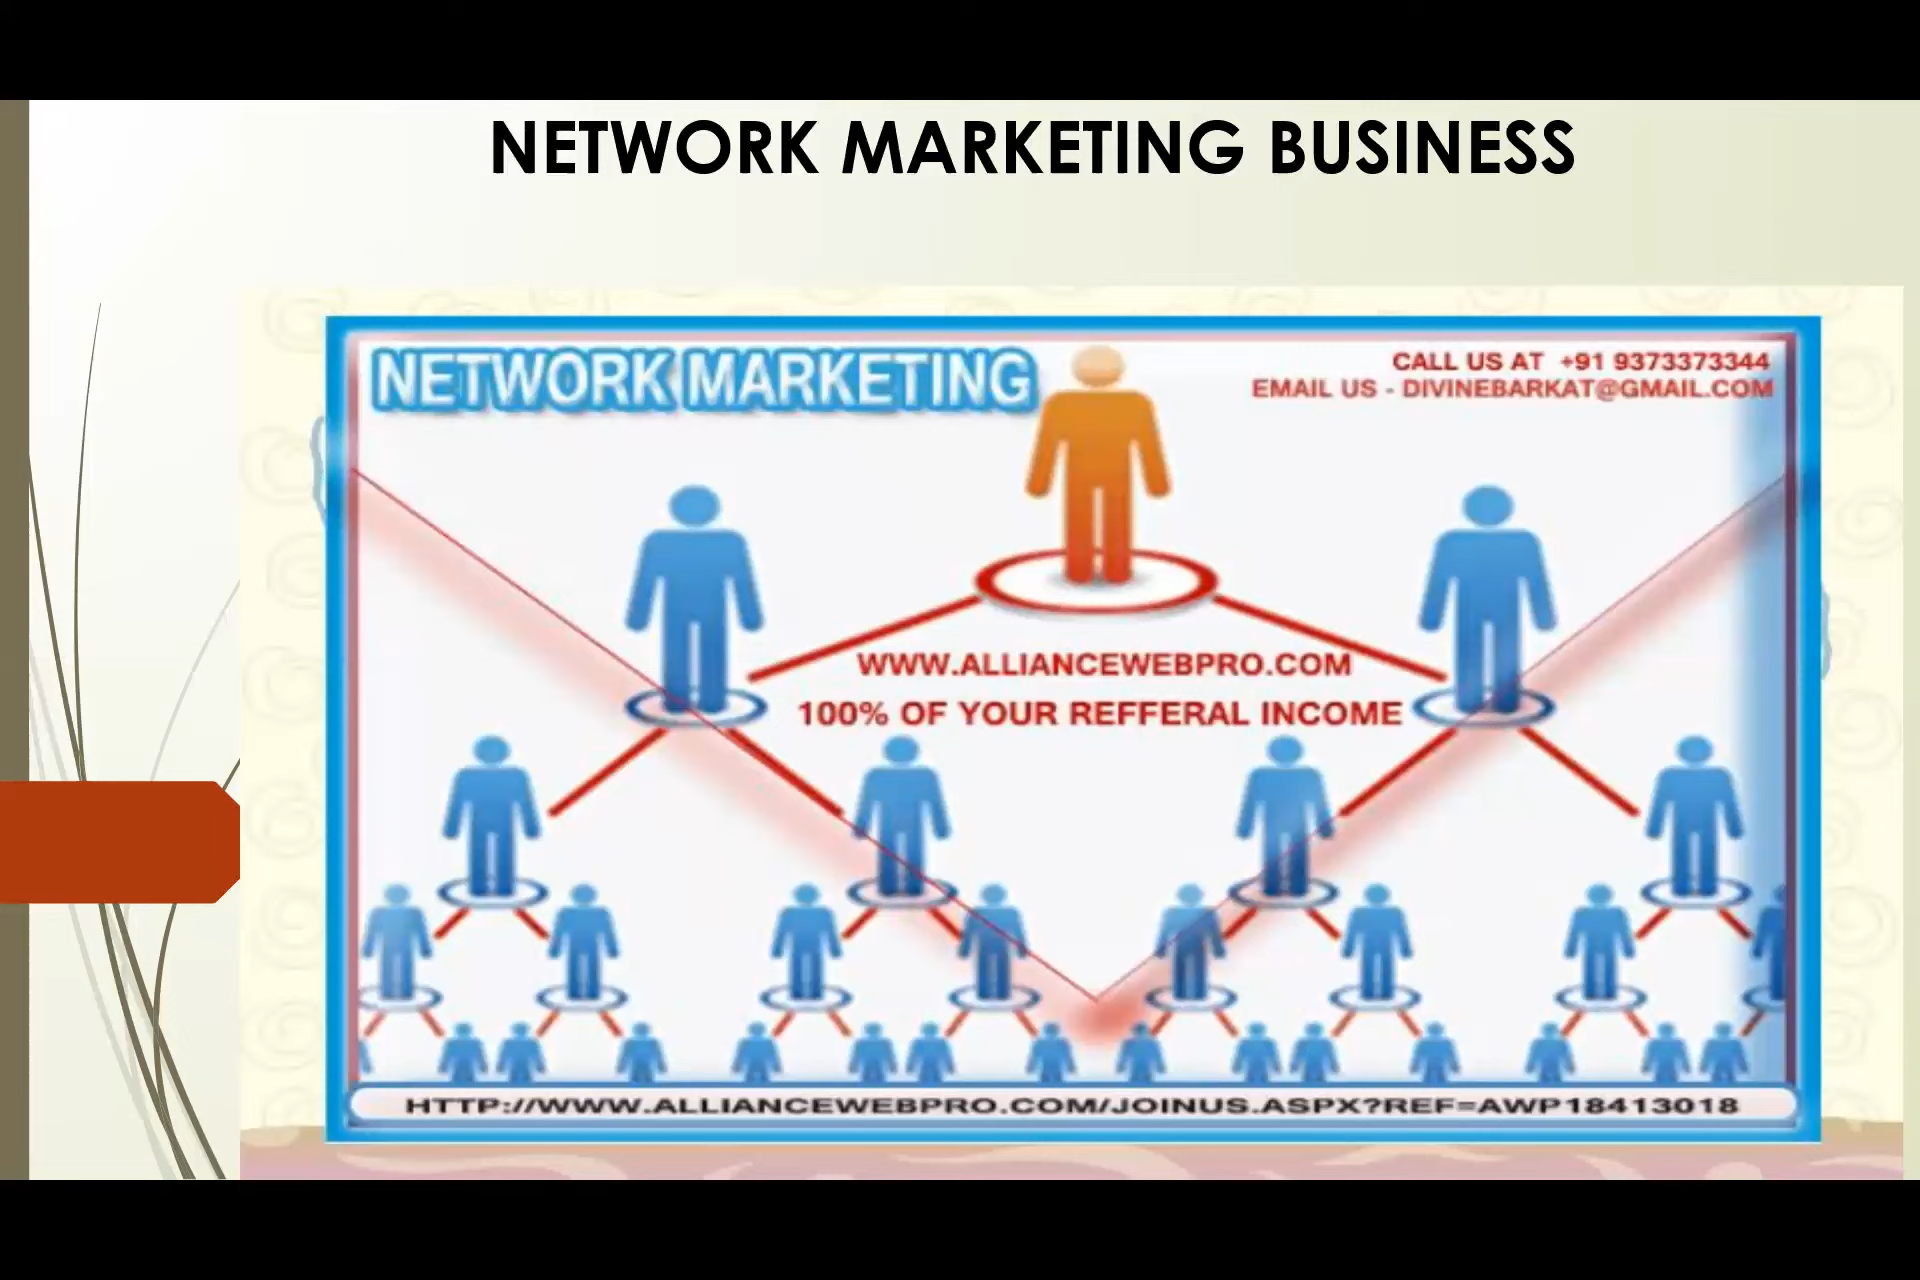 NETWORK MARKETING BUSINESS
NETWORK MARKETING
CALL US AT +91 9373373344
EMAIL US - DIVINEBARKAT@GMAIL.COM
WWW.ALLIANCEWEBPRO.COM
100% OF YOUR REFFERAL INCOME
HTTP://WWW.ALLIANCEWEBPRO.COM/JOINUS.ASPX?REF=AWP18413018